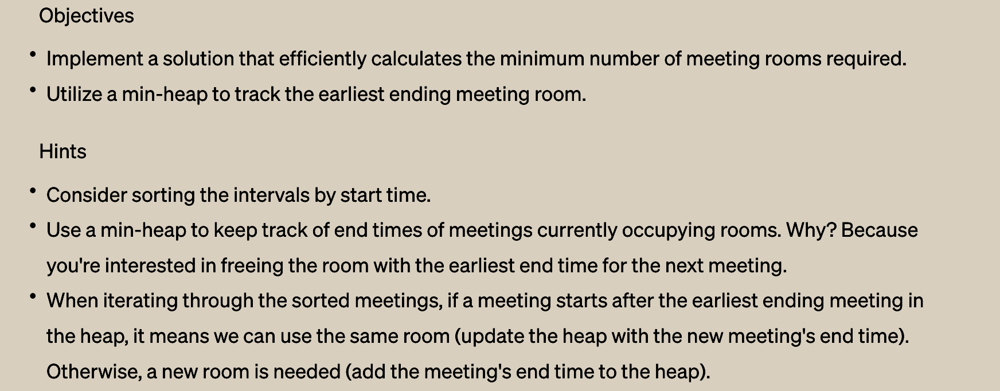 Objectives
• Implement a solution that efficiently calculates the minimum number of meeting rooms required.
• Utilize a min-heap to track the earliest ending meeting room.
Hints
• Consider sorting the intervals by start time.
• Use a min-heap to keep track of end times of meetings currently occupying rooms. Why? Because
you're interested in freeing the room with the earliest end time for the next meeting.
• When iterating through the sorted meetings, if a meeting starts after the earliest ending meeting in
the heap, it means we can use the same room (update the heap with the new meeting's end time).
Otherwise, a new room is needed (add the meeting's end time to the heap).